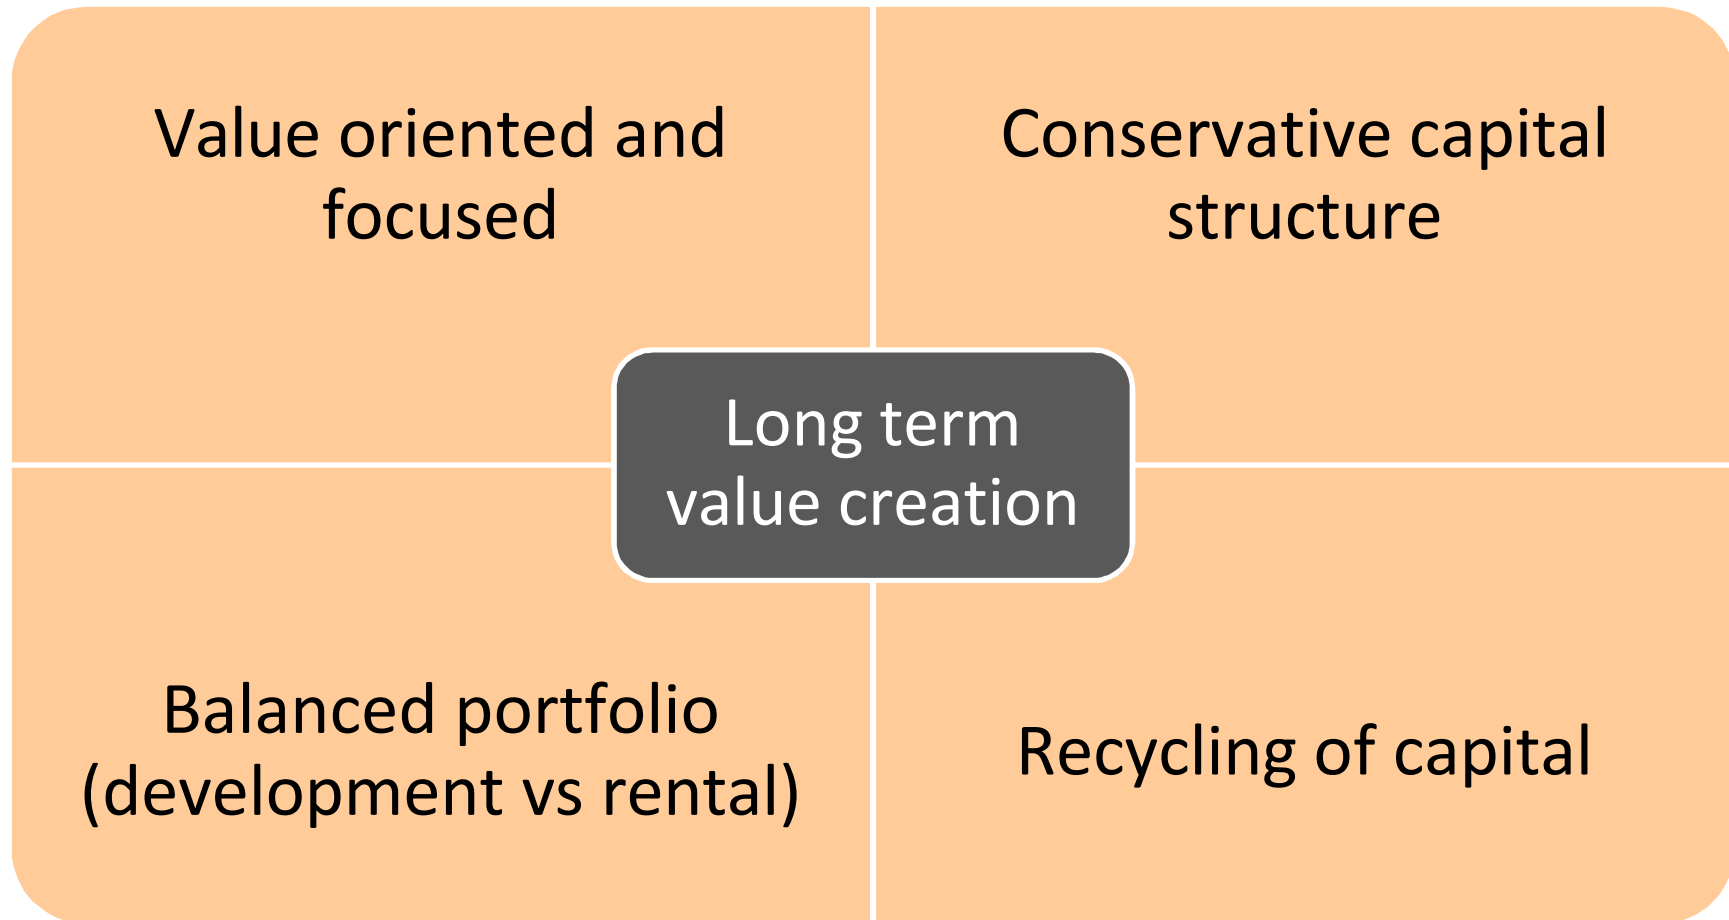 Value oriented and
focused
Conservative capital
structure
Long term
value creation
Balanced portfolio
(development vs rental)
Recycling of capital